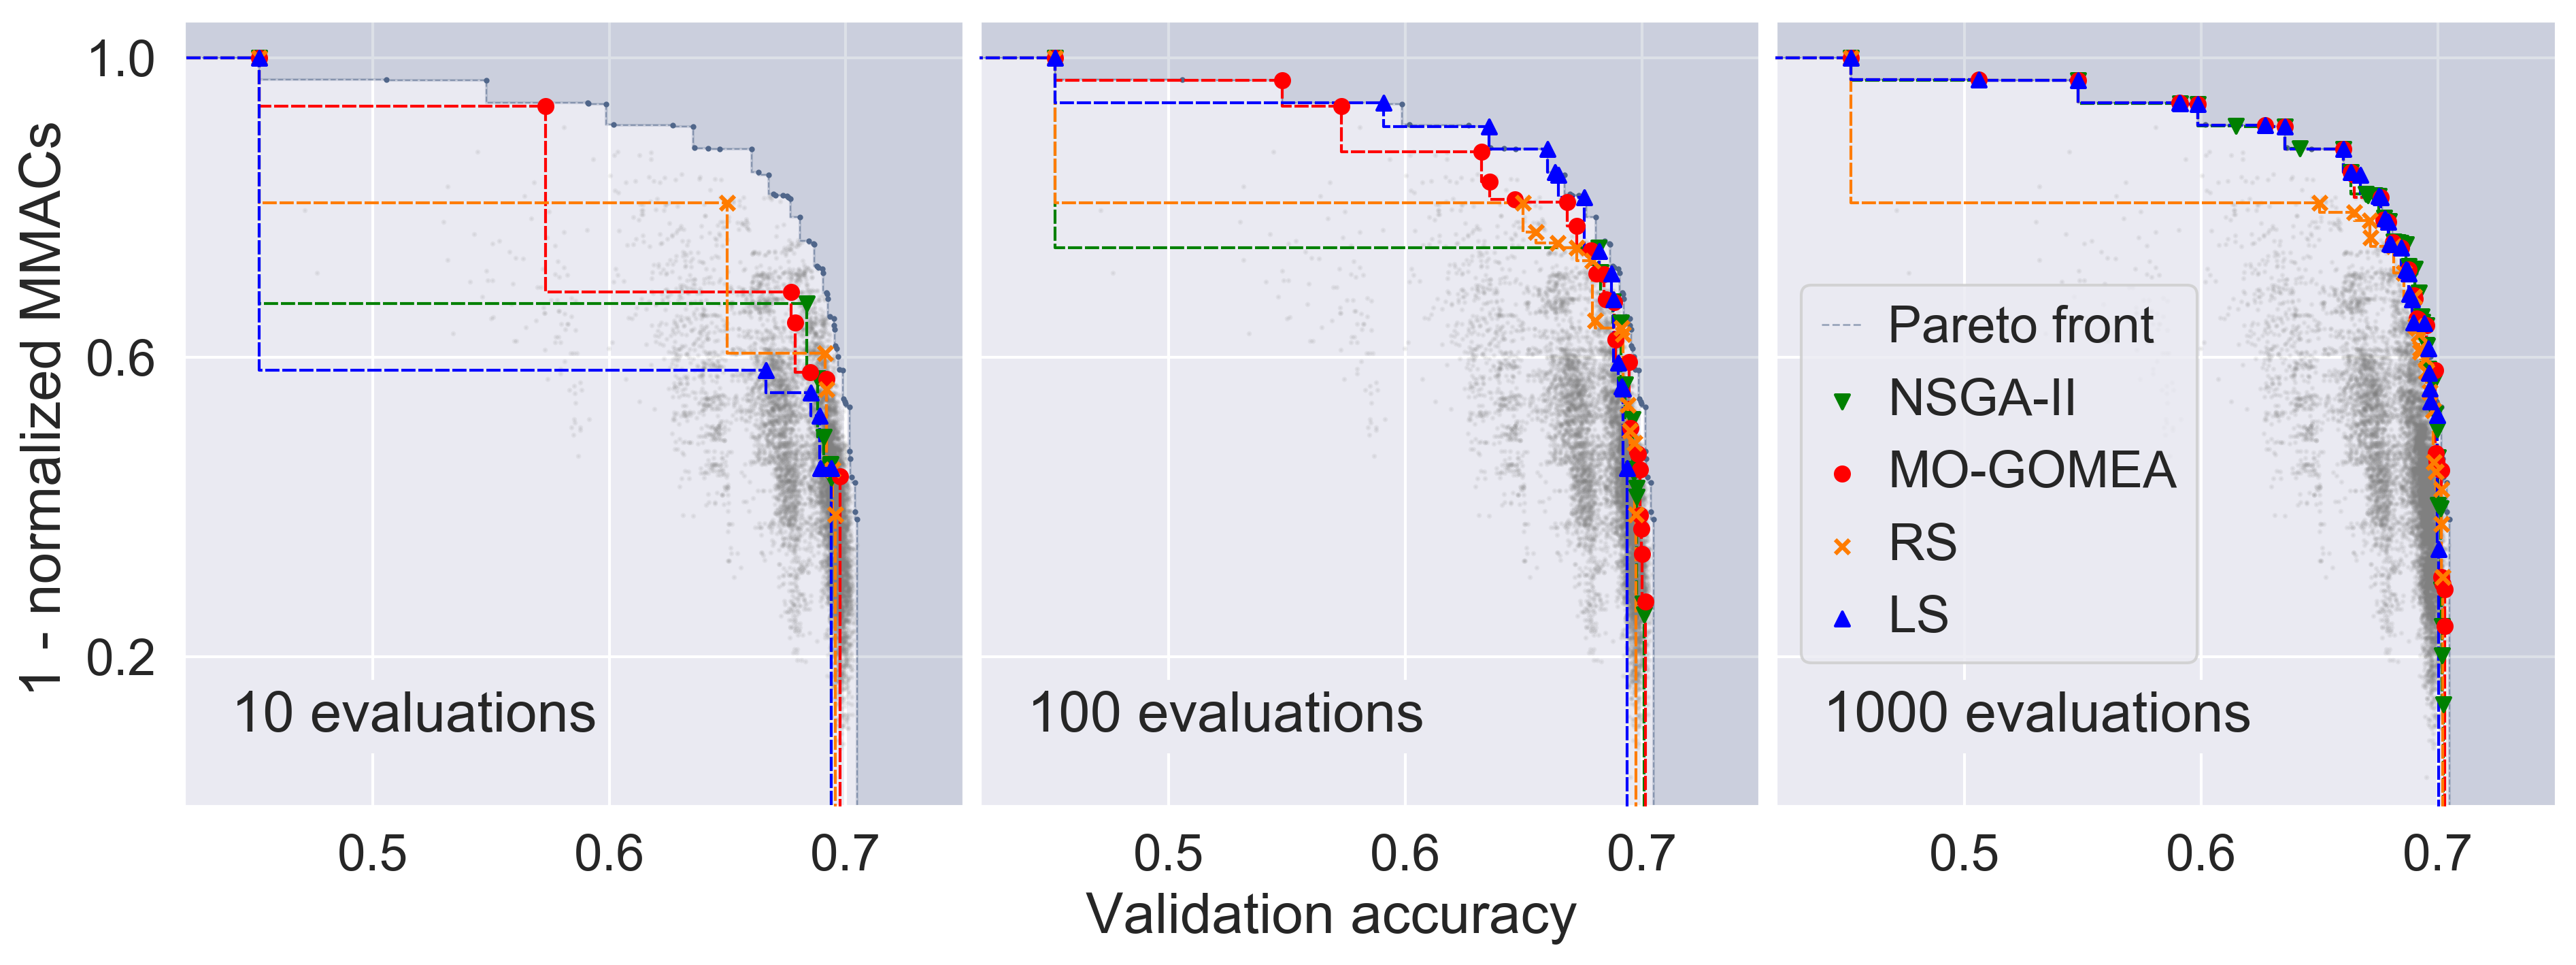 1 - normalized MMACs
1.0
0.6
0.2
10 evaluations
100 evaluations
1000 evaluations
Pareto front
NSGA-II
MO-GOMEA
RS
LS
0.5 0.6 0.7
0.5 0.6 0.7
0.5 0.6 0.7
Validation accuracy